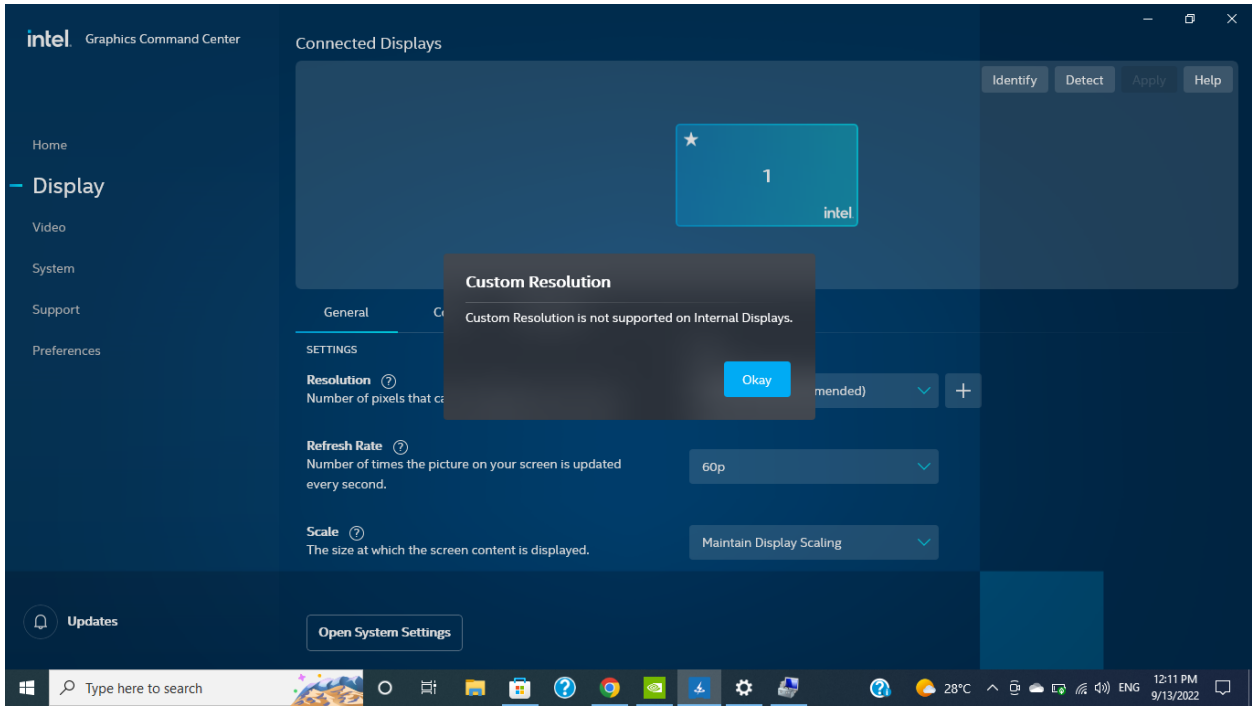 intel. Graphics Command Center
Connected Displays
Identify
Detect
Apply
Help
Home
Display
Video
System
Support
Preferences
1
intel
Custom Resolution
Custom Resolution is not supported on Internal Displays.
Okay
General
SETTINGS
Resolution ?
Number of pixels that
Refresh Rate ?
Number of times the picture on your screen is updated
every second.
60p
Scale ?
The size at which the screen content is displayed.
Maintain Display Scaling
Updates
Open System Settings
Type here to search
28°C
ENG
12:11 PM
9/13/2022